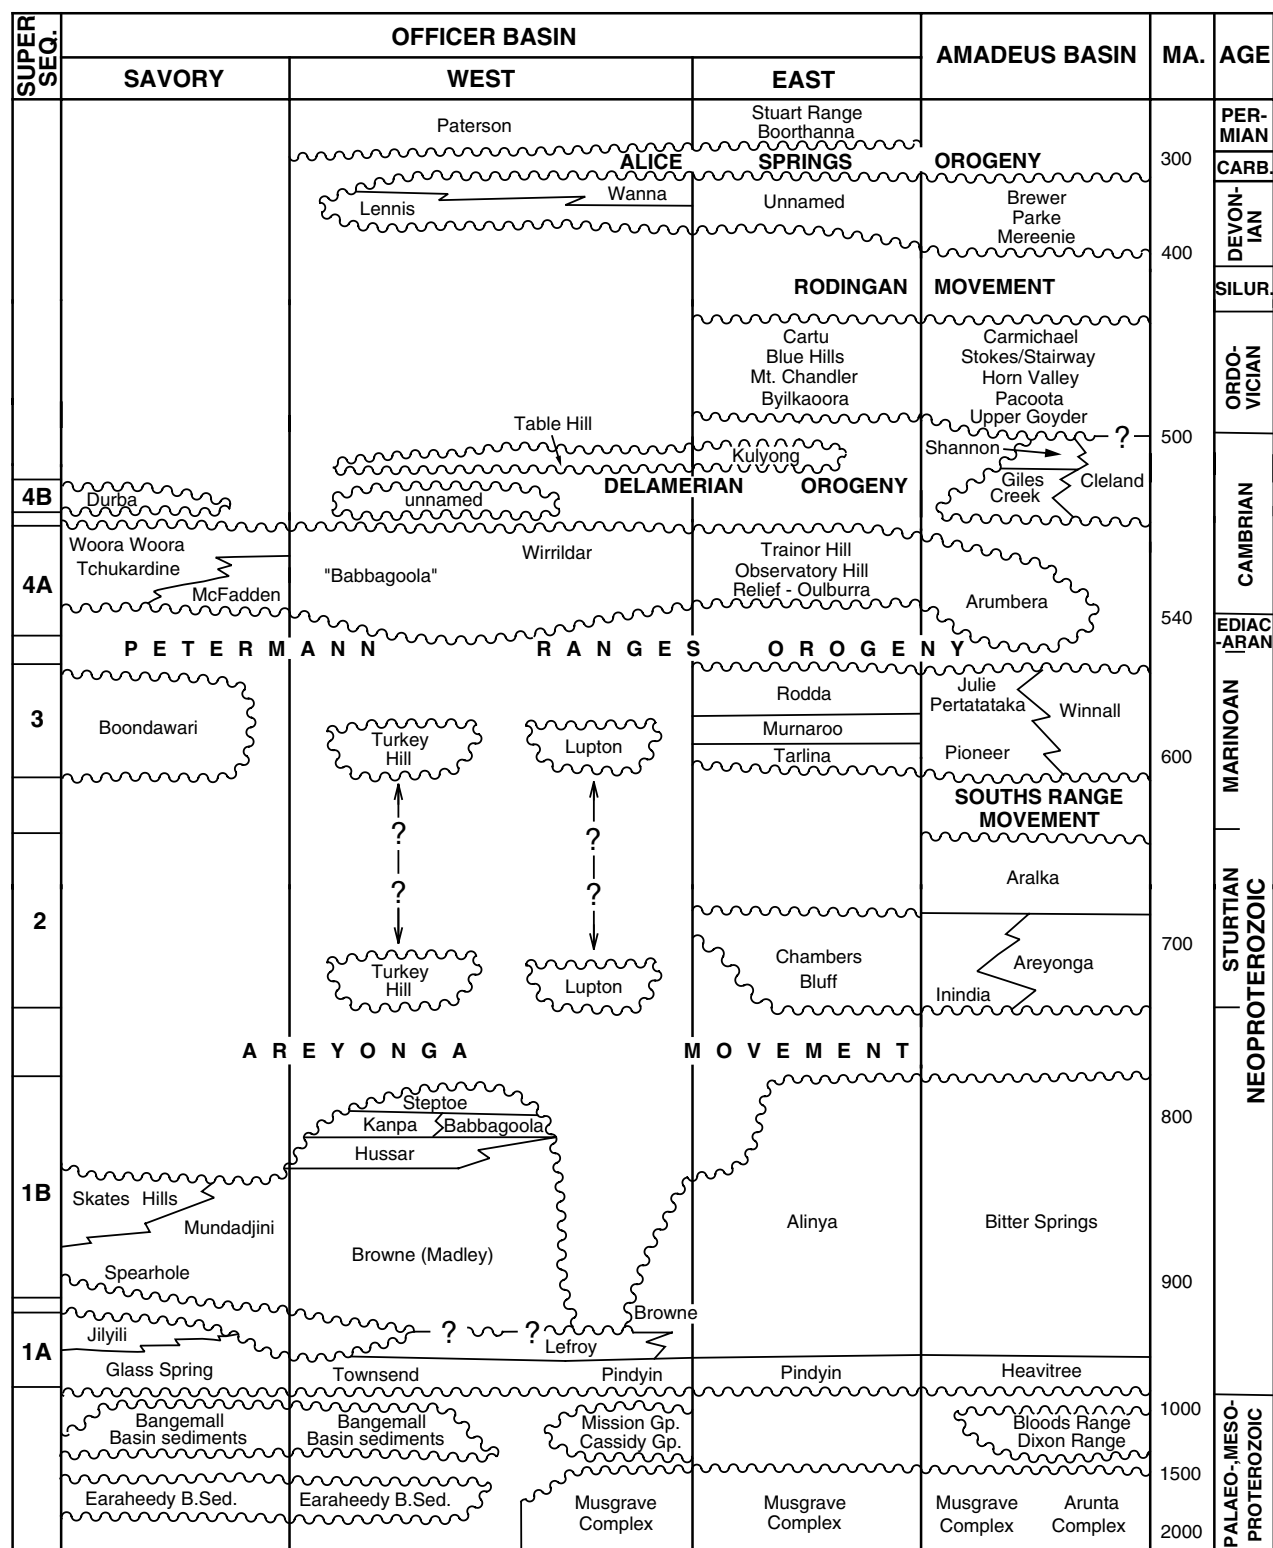 SUPER
SEQ.
OFFICER BASIN
SAVORY
WEST
EAST
AMADEUS BASIN
MA.
AGE
Paterson
Stuart Range
Boorthanna
PER-
MIAN
300
ALICE SPRINGS OROGENY
CARB.
Lennis
Wanna
Unnamed
Brewer
Parke
Mereenie
DEVON-
IAN
400
RODINGAN MOVEMENT
SILUR.
Cartu
Blue Hills
Mt. Chandler
Byilkaoora
Carmichael
Stokes/Stairway
Horn Valley
Pacoota
Upper Goyder
ORDO-
VICIAN
Table Hill
Kulyong
?
500
Shannon
Giles
Creek
Cleland
4B
Durba
unnamed
DELAMERIAN OROGENY
CAMBRIAN
4A
Woora Woora
Tchukardine
McFadden
"Babbagoola"
Wirrildar
Trainor Hill
Observatory Hill
Relief - Oulburra
Arumbera
540
EDIAC
-ARAN
PETERMANN RANGES OROGENY
3
Boondawari
Turkey
Hill
Lupton
Rodda
Murnaroo
Tarlina
Julie
Pertatataka
Winnall
Pioneer
600
MARINOAN
SOUTHS RANGE
MOVEMENT
?
?
?
?
2
Aralka
Turkey
Hill
Lupton
Chambers
Bluff
Areyonga
Inindia
700
STURTIAN
NEOPROTEROZOIC
AREYONGA MOVEMENT
Steptoe
Kanpa
Babbagoola
Hussar
800
1B
Skates Hills
Mundadjini
Spearhole
Browne (Madley)
Alinya
Bitter Springs
900
Browne
1A
Jilyili
? ?
Lefroy
Glass Spring
Townsend
Pindyin
Pindyin
Heavitree
Bangemall
Basin sediments
Bangemall
Basin sediments
Mission Gp.
Cassidy Gp.
Bloods Range
Dixon Range
1000
1500
Earaheedy B.Sed.
Earaheedy B.Sed.
Musgrave
Complex
Musgrave
Complex
Musgrave
Complex
Arunta
Complex
2000
PALAEO-,MESO-
PROTEROZOIC